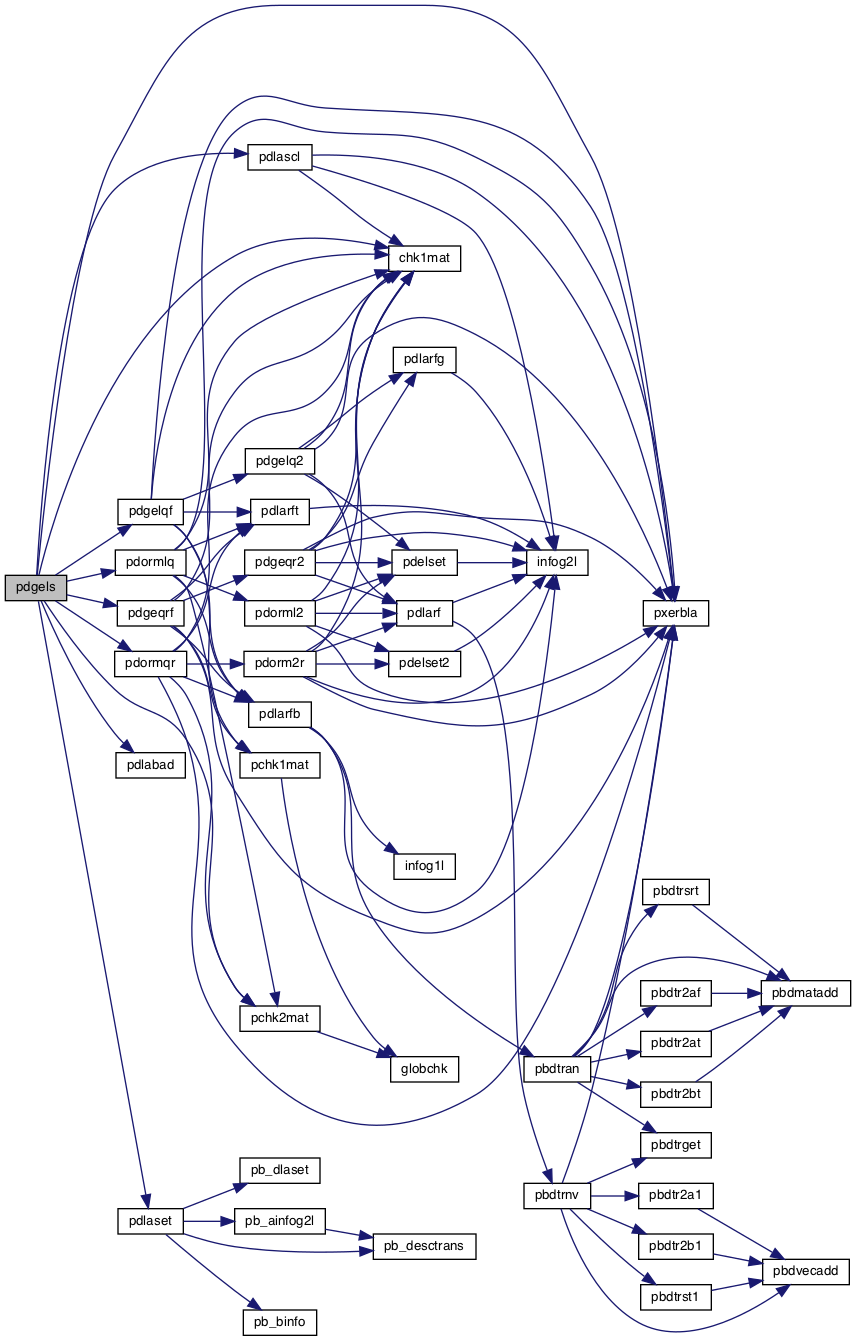 pdlascl
chk1mat
pdlarfg
pdgelq2
pdgelqf
pdlarft
pdormlq
pdgeqr2
pdelset
infog2l
pdgels
pdgeqrf
pdorml2
pdlarf
pxerbla
pdormqr
pdorm2r
pdelset2
pdlarfb
pdlabad
pchk1mat
infog1l
pbdtrsrt
pbdtr2af
pbdmatadd
pchk2mat
pbdtr2at
globchk
pbdtran
pbdtr2bt
pbdtrget
pb_dlaset
pbdtrnv
pbdtr2a1
pdlaset
pb_ainfog2l
pb_desctrans
pbdtr2b1
pbdvecadd
pbdtrst1
pb_binfo